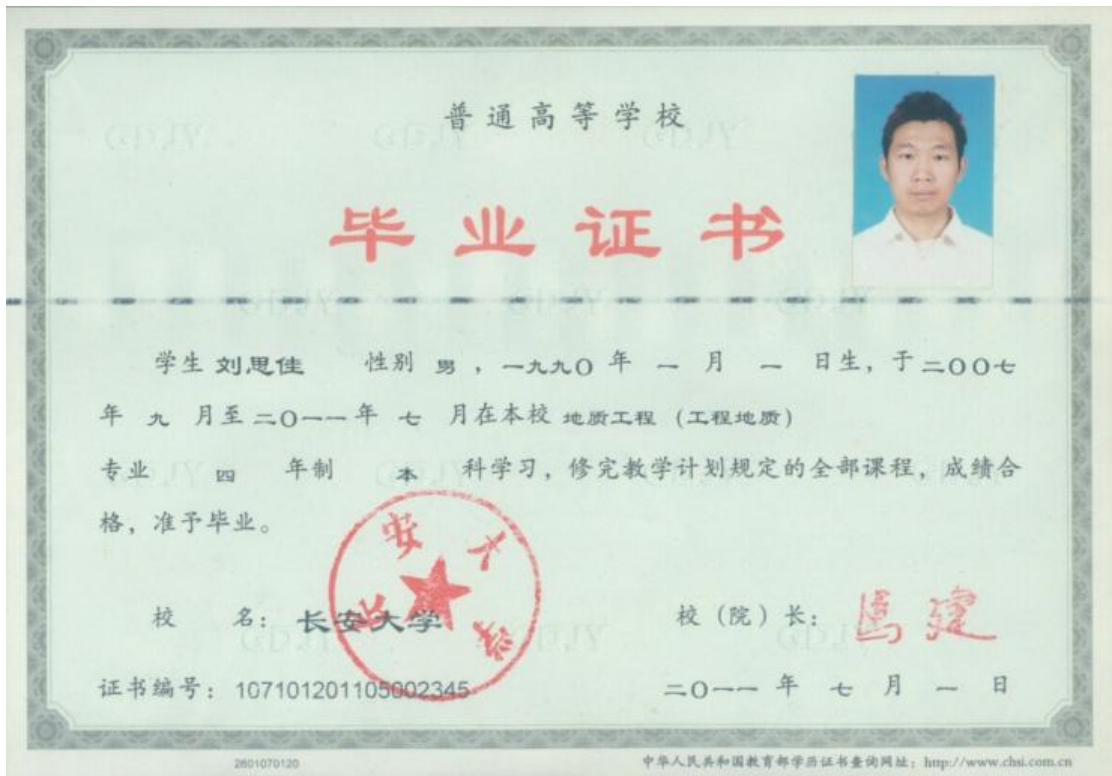 普通高等学校
毕业证书
学生 刘思佳 性别 男 ，一九九〇 年 一 月 一 日生，于 二〇〇七
年 九 月至 二〇一一 年 七 月在本校 地质工程（工程地质）
专业 四 年制 本 科学习，修完教学计划规定的全部课程，成绩合
格，准予毕业。
长安大学
校 名：长安大学 校（院）长：
证书编号：107101201105002345 二〇一一 年 七 月 一 日
2601070120 中华人民共和国教育部学历证书查询网址：http://www.chsi.com.cn